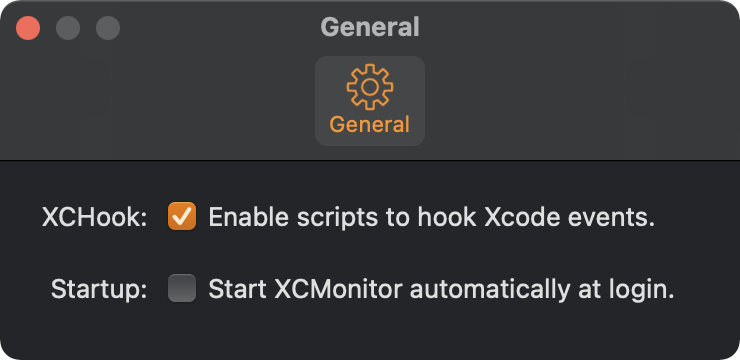 General
General
XCHook: Enable scripts to hook Xcode events.
Startup: Start XCMonitor automatically at login.